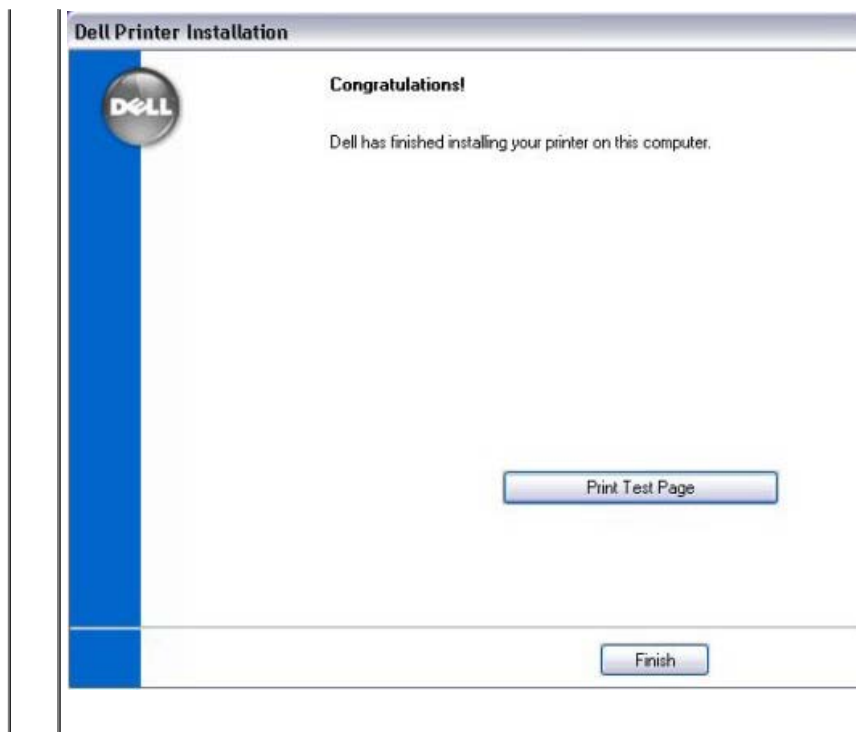 Dell Printer Installation
DELL
Congratulations!
Dell has finished installing your printer on this computer.
Print Test Page
Finish